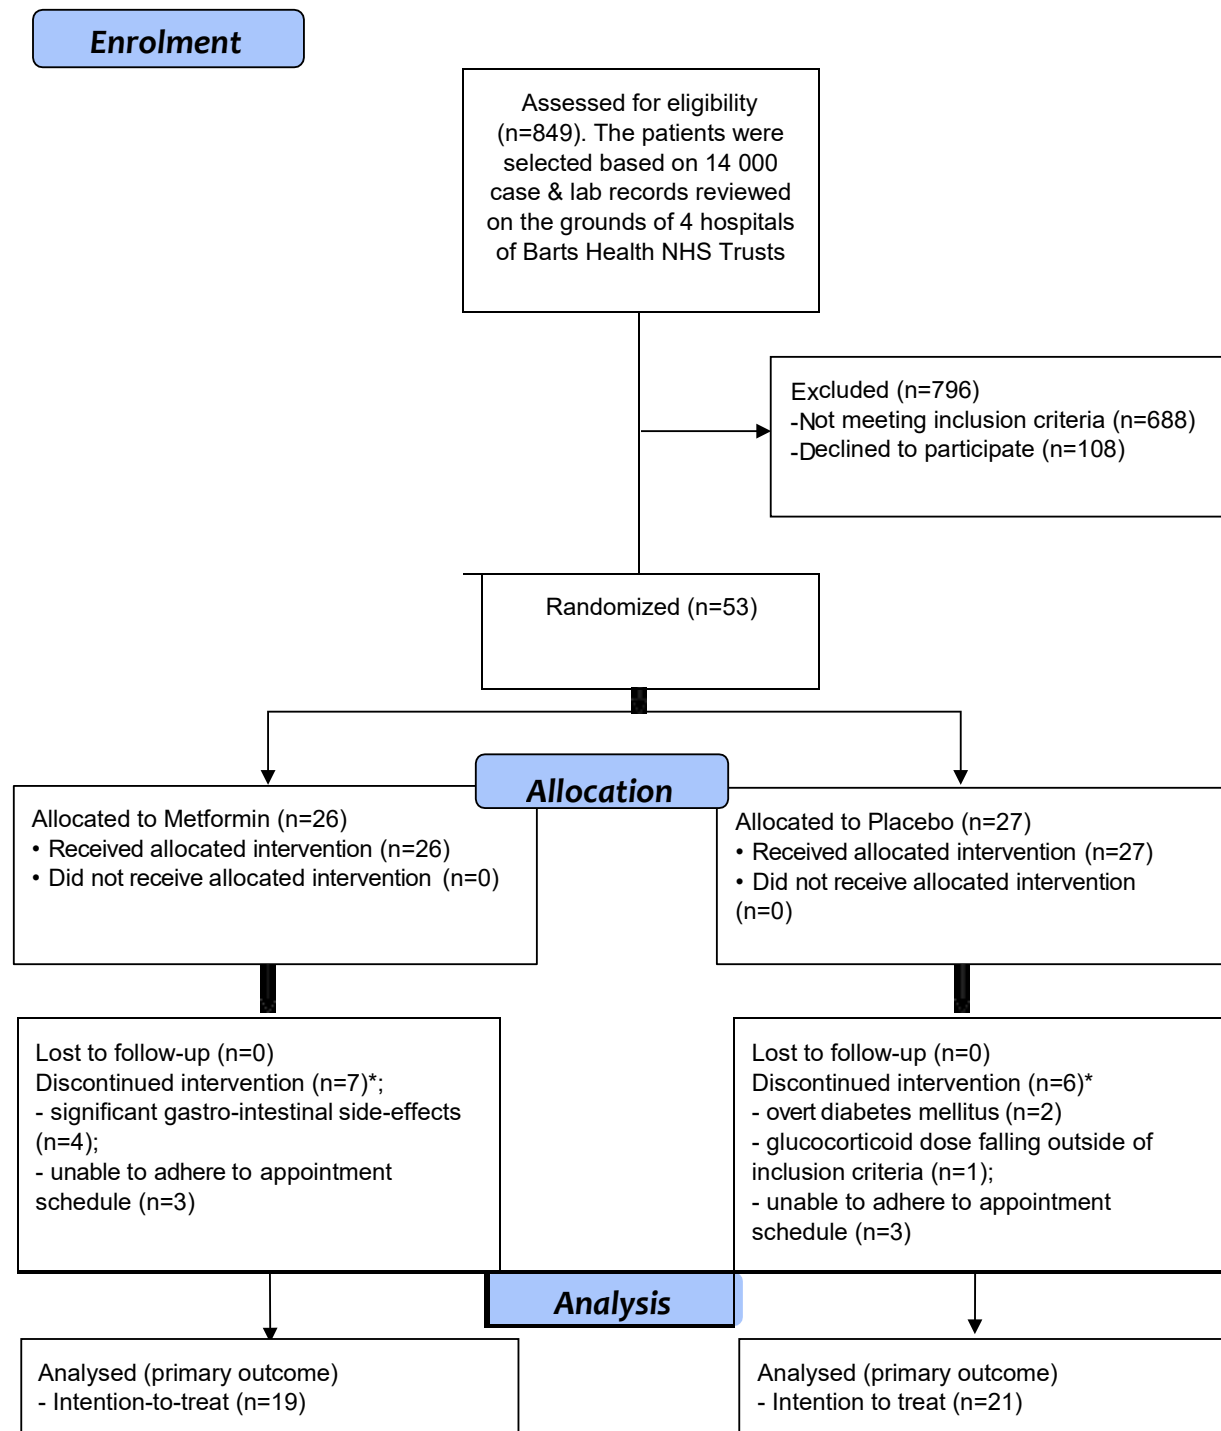 Enrolment
Assessed for eligibility
(n=849). The patients were
selected based on 14 000
case & lab records reviewed
on the grounds of 4 hospitals
of Barts Health NHS Trusts
Excluded (n=796)
-Not meeting inclusion criteria (n=688)
-Declined to participate (n=108)
Randomized (n=53)
Allocation
Allocated to Metformin (n=26)
• Received allocated intervention (n=26)
• Did not receive allocated intervention (n=0)
Allocated to Placebo (n=27)
• Received allocated intervention (n=27)
• Did not receive allocated intervention
(n=0)
Lost to follow-up (n=0)
Discontinued intervention (n=7)*;
- significant gastro-intestinal side-effects
(n=4);
- unable to adhere to appointment
schedule (n=3)
Lost to follow-up (n=0)
Discontinued intervention (n=6)*
- overt diabetes mellitus (n=2)
- glucocorticoid dose falling outside of
inclusion criteria (n=1);
- unable to adhere to appointment
schedule (n=3)
Analysis
Analysed (primary outcome)
- Intention-to-treat (n=19)
Analysed (primary outcome)
- Intention to treat (n=21)